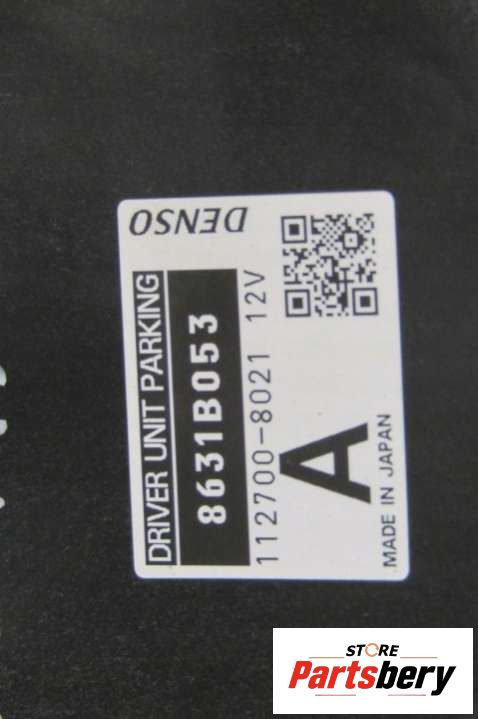 DENSO
DRIVER UNIT PARKING
8631B053
112700-8021 12V
A
MADE IN JAPAN
STORE
Partsbery